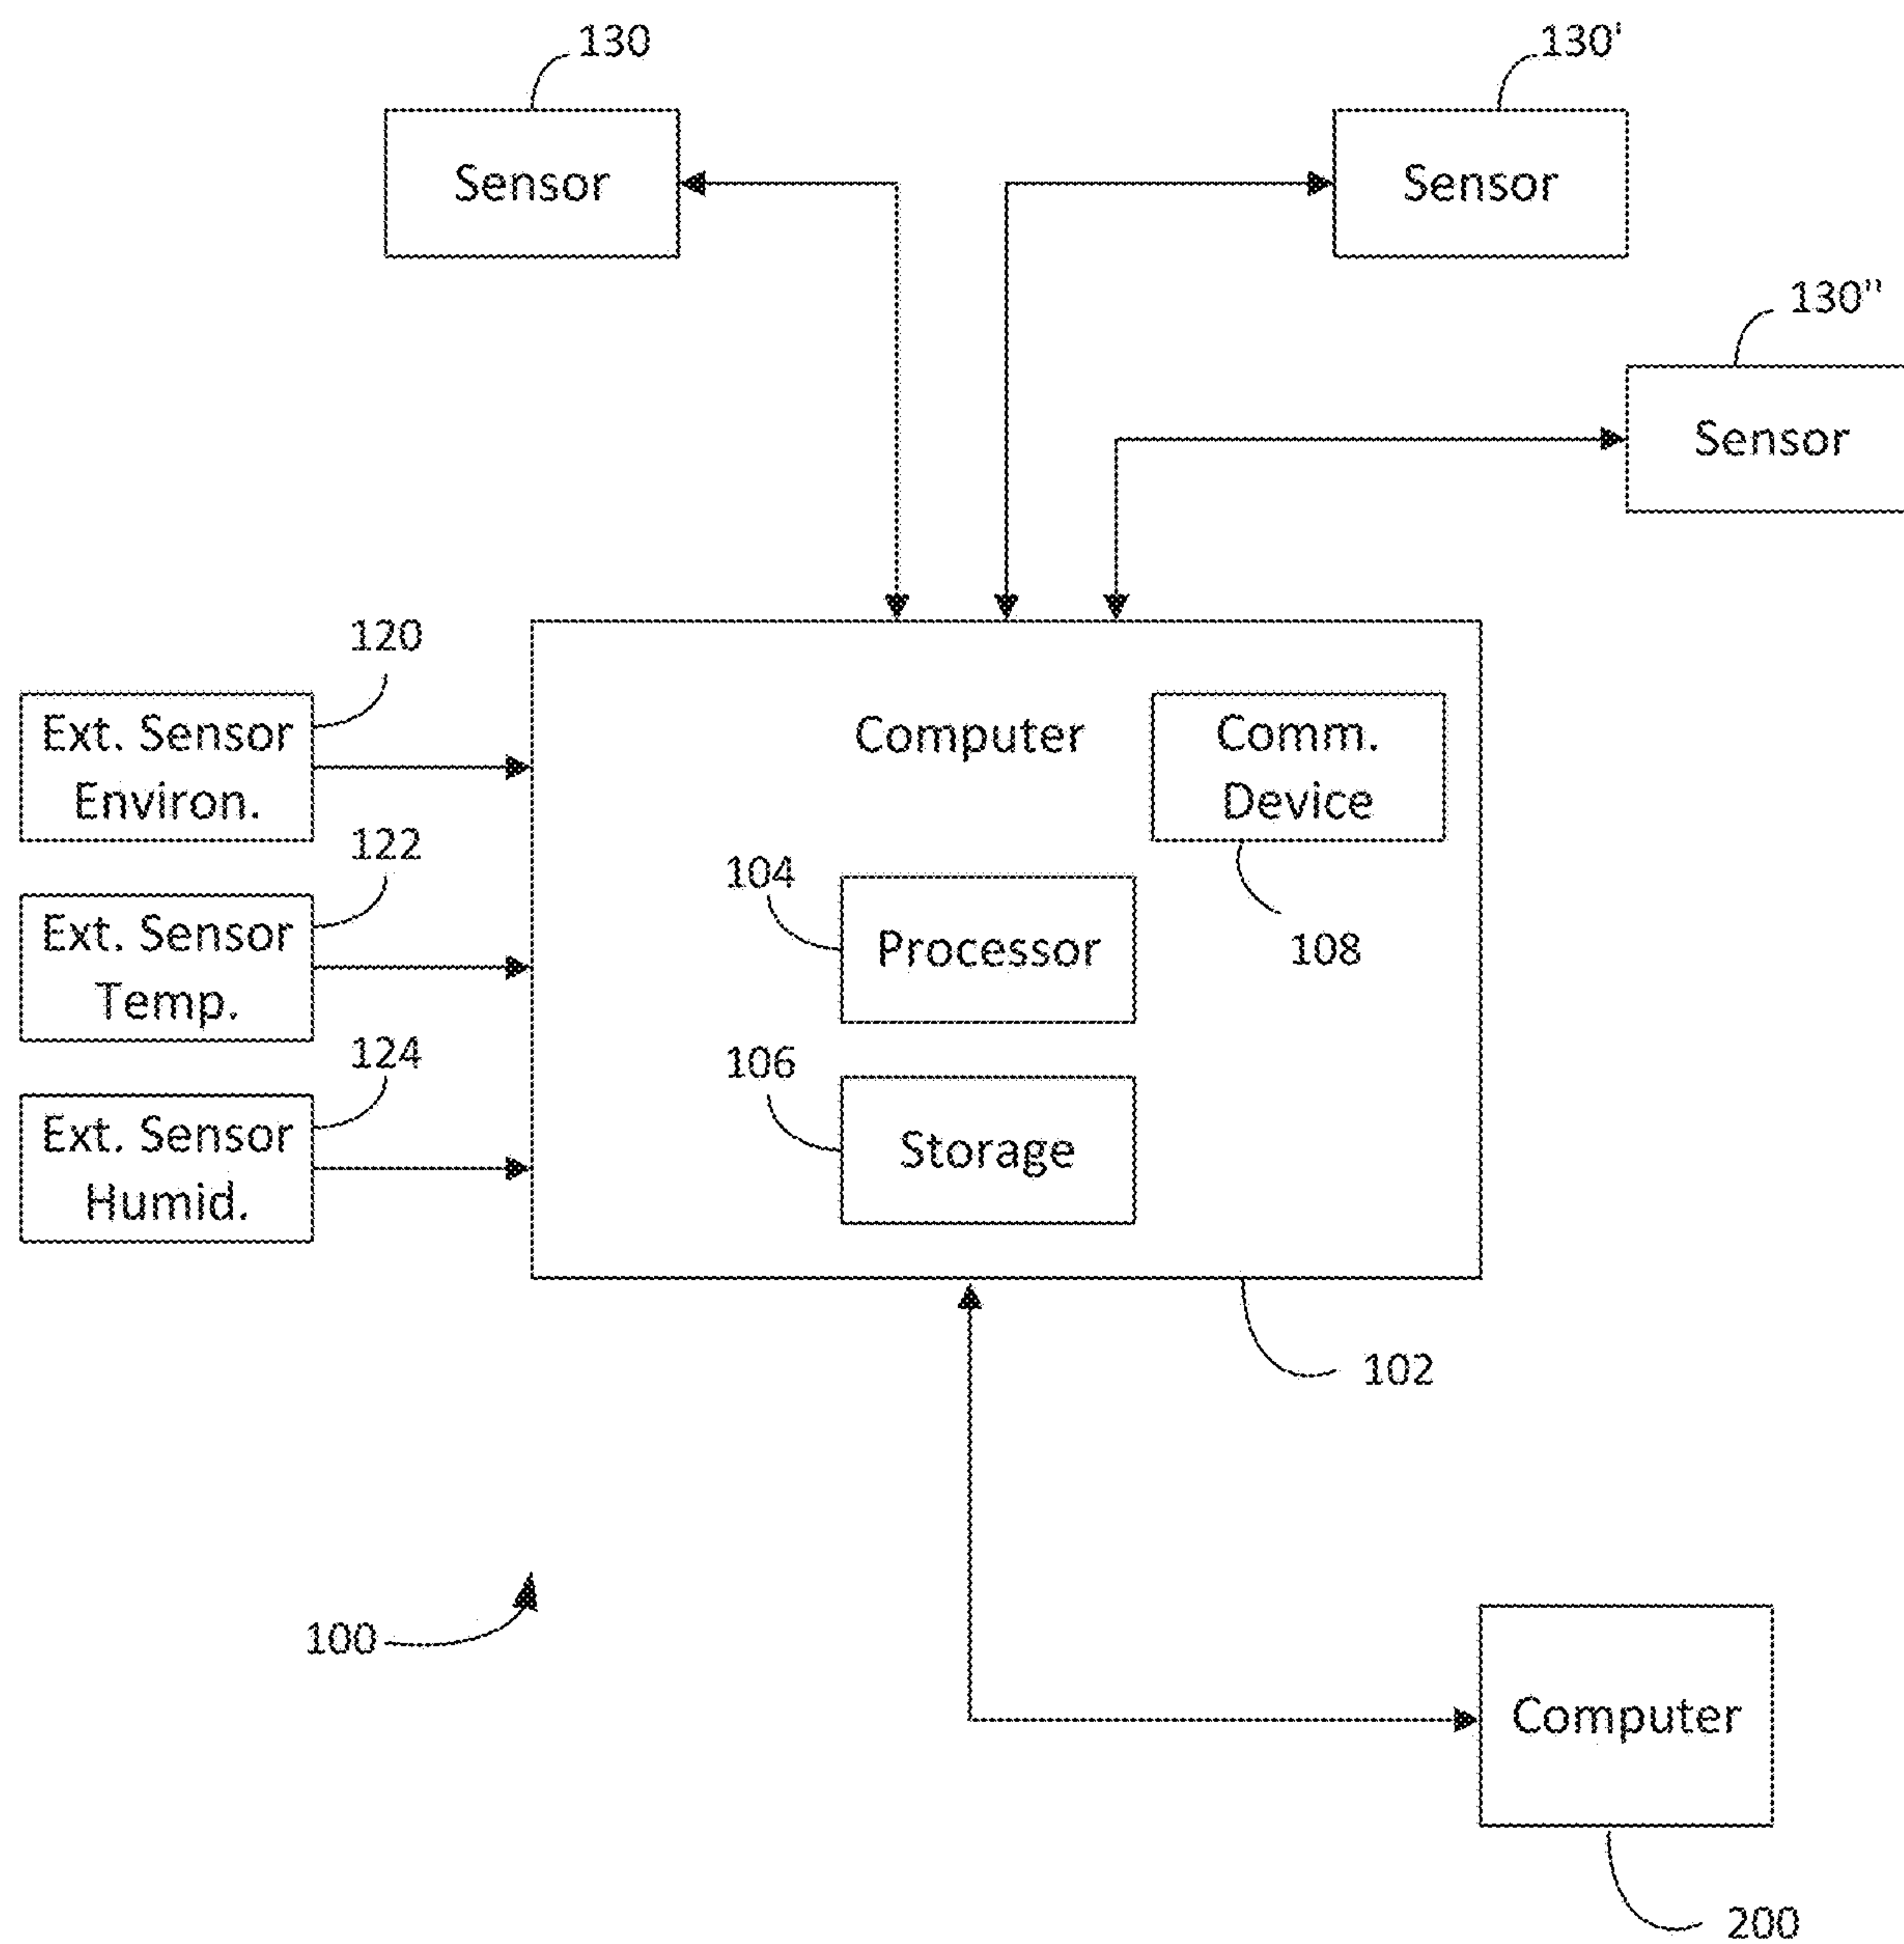 130
130'
Sensor
Sensor
130"
Sensor
120
Ext. Sensor
Environ.
Computer
Comm.
Device
122
104
Ext. Sensor
Temp.
Processor
108
124
106
Ext. Sensor
Humid.
Storage
102
100
Computer
200